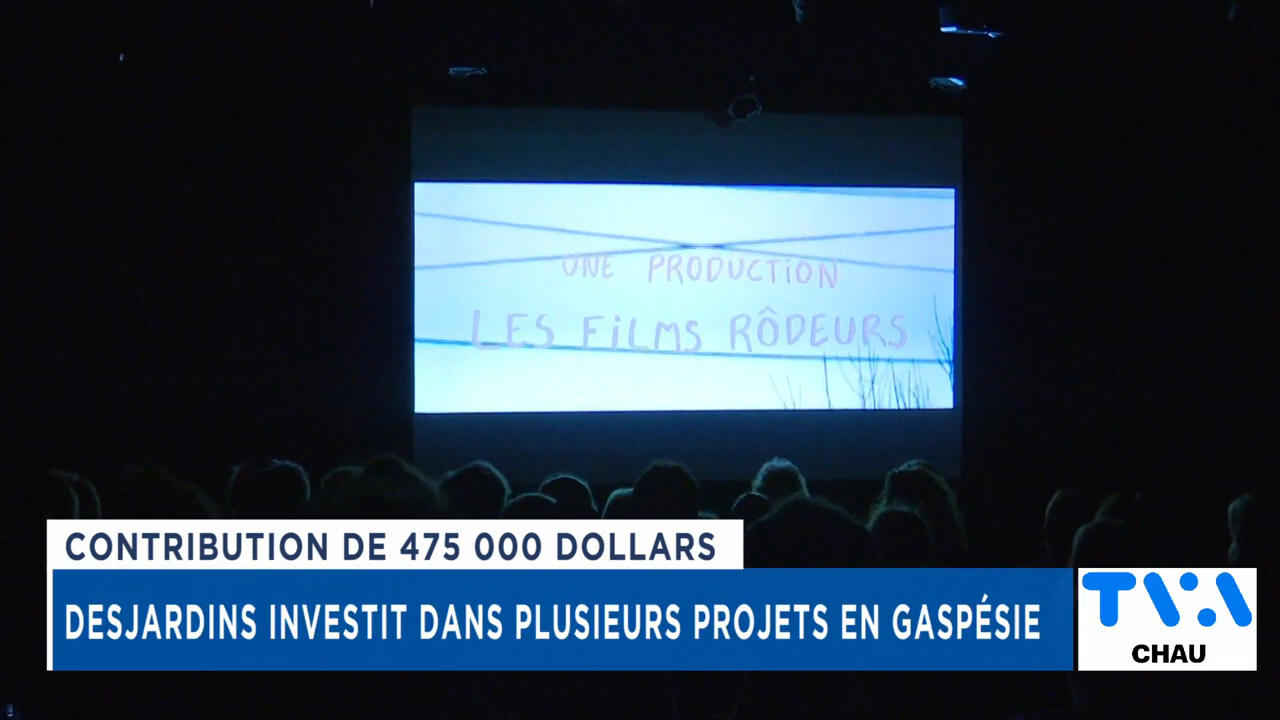 UNE PRODUCTION
LES FILMS RÔDEURS
CONTRIBUTION DE 475 000 DOLLARS
DESJARDINS INVESTIT DANS PLUSIEURS PROJETS EN GASPÉSIE
TVA
CHAU